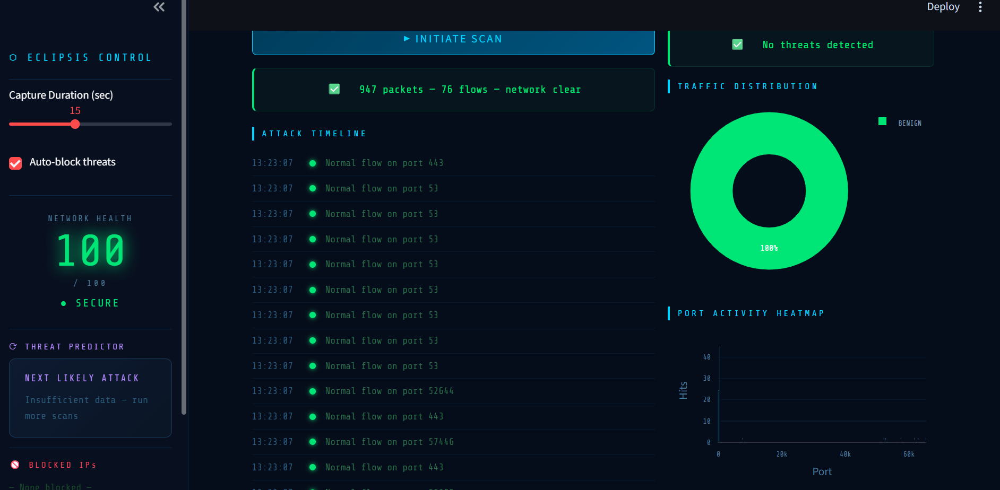 Deploy
ECLIPSIS CONTROL
Capture Duration (sec)
15
Auto-block threats
NETWORK HEALTH
100
/ 100
SECURE
THREAT PREDICTOR
NEXT LIKELY ATTACK
Insufficient data — run
more scans
BLOCKED IPs
— None blocked —
INITIATE SCAN
947 packets — 76 flows — network clear
ATTACK TIMELINE
13:23:07 Normal flow on port 443
13:23:07 Normal flow on port 53
13:23:07 Normal flow on port 53
13:23:07 Normal flow on port 53
13:23:07 Normal flow on port 53
13:23:07 Normal flow on port 53
13:23:07 Normal flow on port 53
13:23:07 Normal flow on port 53
13:23:07 Normal flow on port 53
13:23:07 Normal flow on port 52644
13:23:07 Normal flow on port 443
13:23:07 Normal flow on port 57446
13:23:07 Normal flow on port 443
No threats detected
TRAFFIC DISTRIBUTION
BENIGN
100%
PORT ACTIVITY HEATMAP
Hits
40
30
20
10
0
0 20k 40k 60k
Port